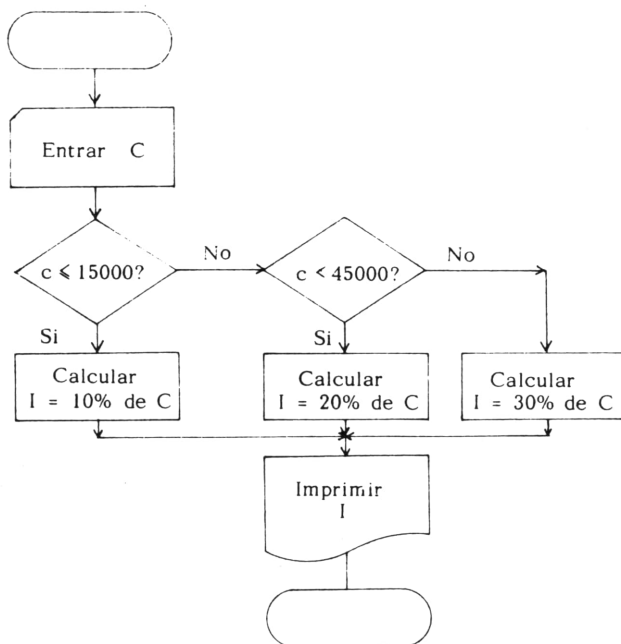 Entrar C
c ⩽ 15000?
No
c < 45000?
No
Si
Si
Calcular
I = 10% de C
Calcular
I = 20% de C
Calcular
I = 30% de C
Imprimir
I